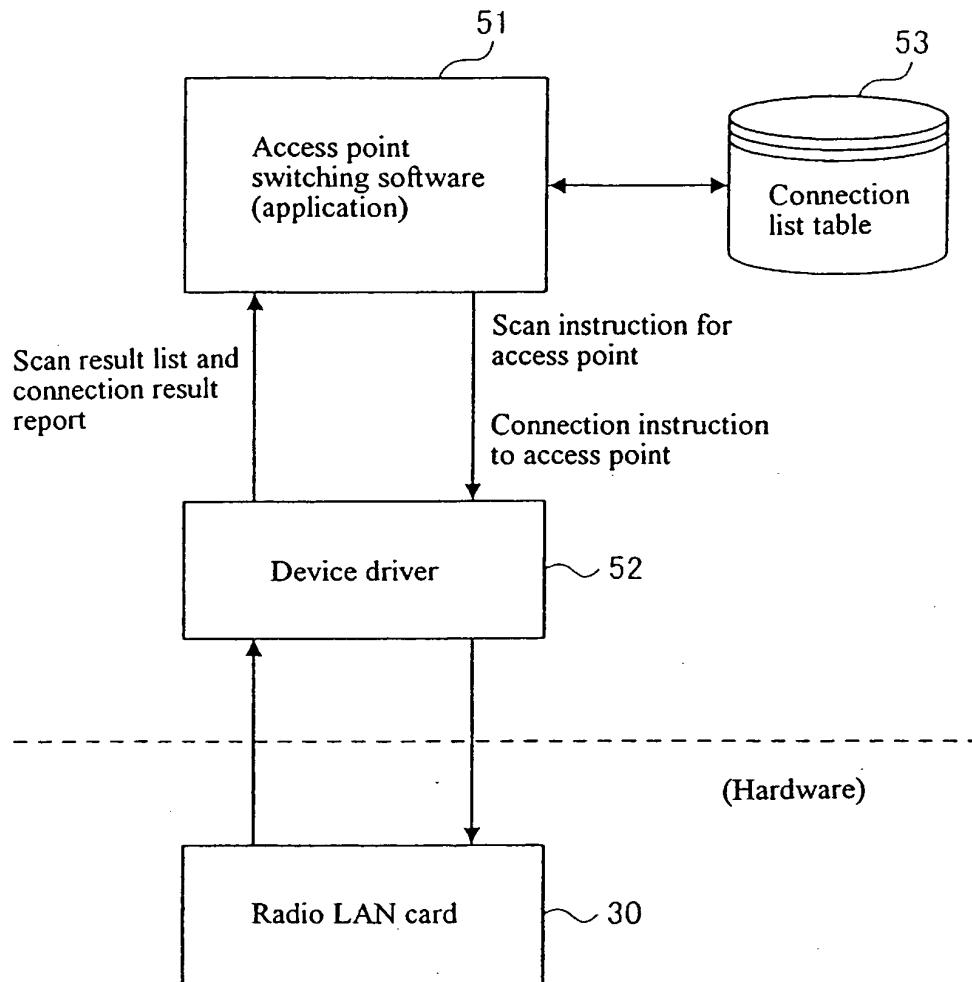 51
53
Access point
switching software
(application)
Connection
list table
Scan result list and
connection result
report
Scan instruction for
access point
Connection instruction
to access point
Device driver
52
(Hardware)
Radio LAN card
30